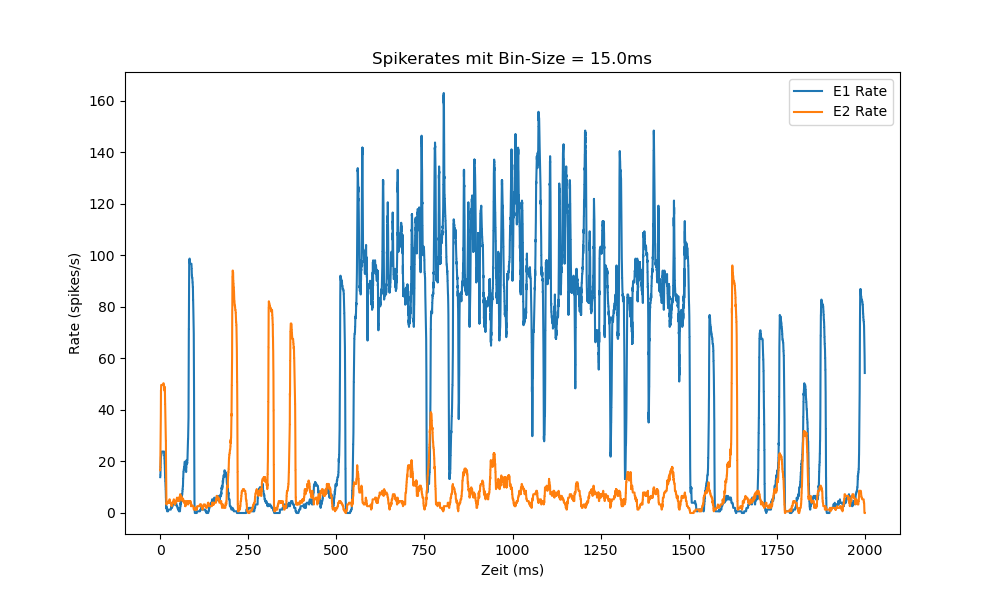 Spikerates mit Bin-Size = 15.0ms
E1 Rate
E2 Rate
160
140
120
100
80
60
40
20
0
Rate (spikes/s)
0 250 500 750 1000 1250 1500 1750 2000
Zeit (ms)